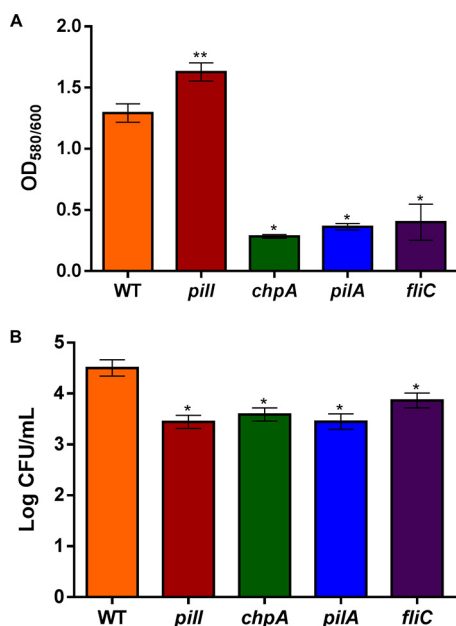 A
OD580/600
2.0
1.5
1.0
0.5
0.0
**
*
*
*
WT
pilI
chpA
pilA
fliC
B
Log CFU/mL
5
4
3
2
1
0
*
*
*
*
WT
pilI
chpA
pilA
fliC